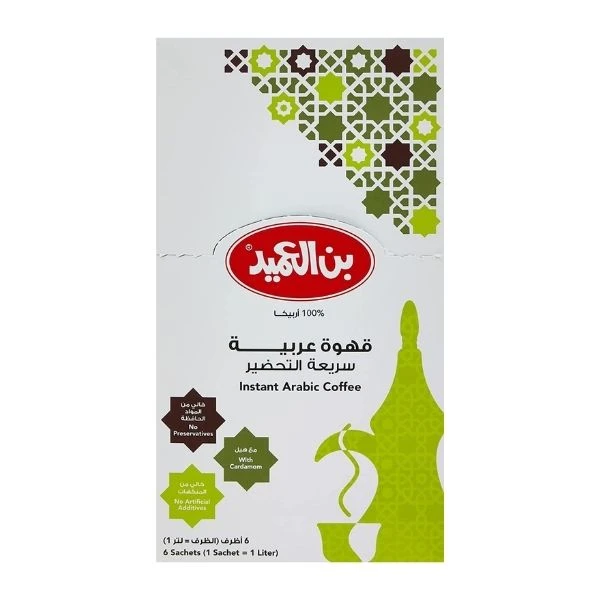 بن العميد
100% أربيكا
قهوة عربية
سريعة التحضير
Instant Arabic Coffee
خالي من
المواد
الحافظة
No
Preservatives
مع هيل
With
Cardamom
خالي من
المنكهات
No Artificial
Additives
6 أظرف (الظرف = لتر 1)
6 Sachets (1 Sachet = 1 Liter)